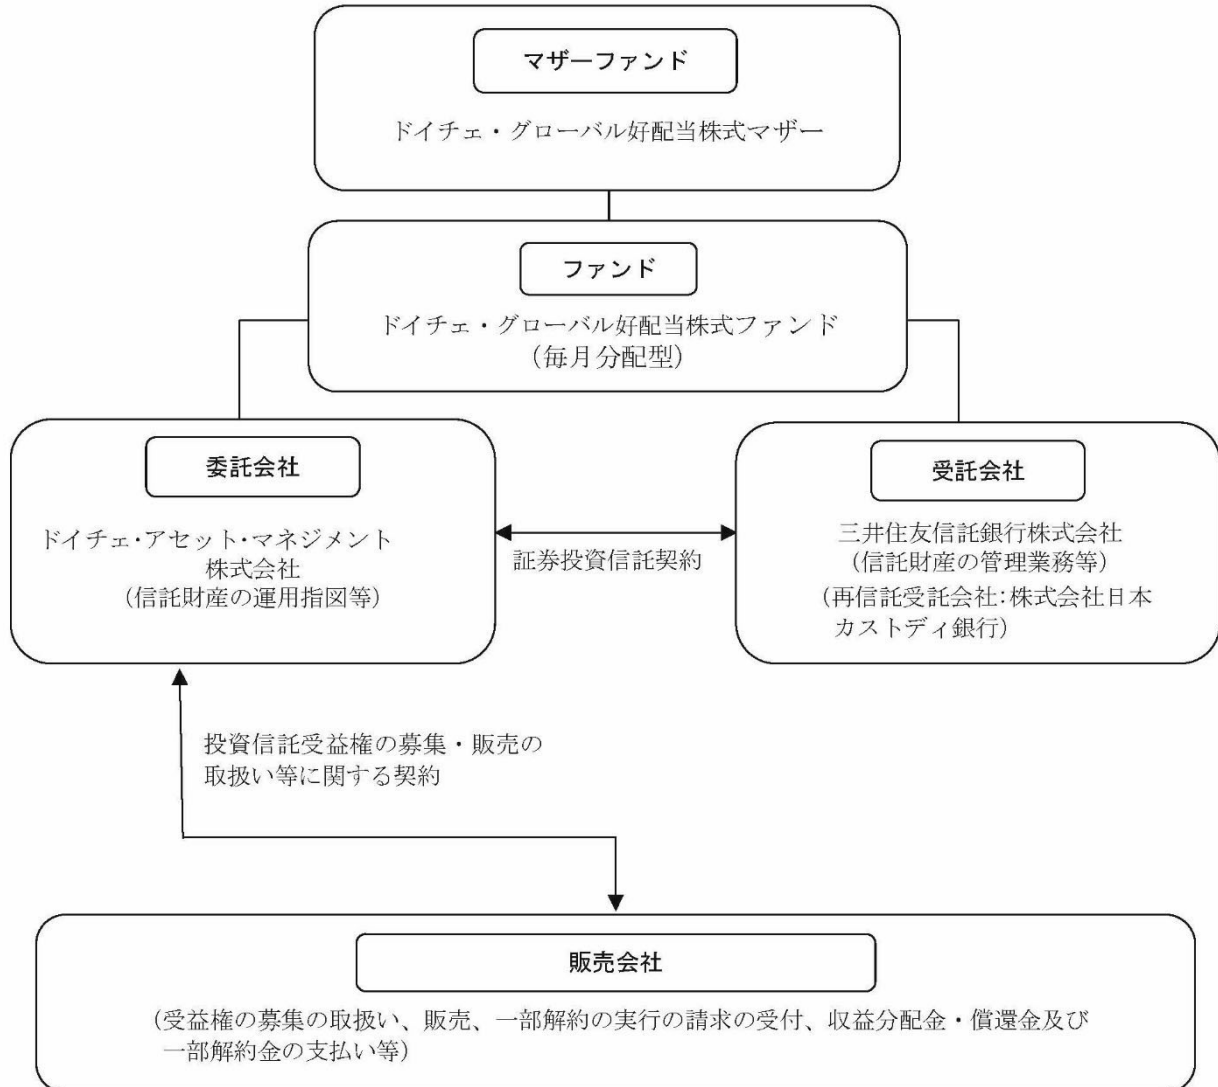 マザーファンド
ドイチェ・グローバル好配当株式マザー
ファンド
ドイチェ・グローバル好配当株式ファンド
(毎月分配型)
委託会社
ドイチェ･アセット･マネジメント
株式会社
(信託財産の運用指図等)
証券投資信託契約
受託会社
三井住友信託銀行株式会社
(信託財産の管理業務等)
(再信託受託会社:株式会社日本
カストディ銀行)
投資信託受益権の募集・販売の
取扱い等に関する契約
販売会社
(受益権の募集の取扱い、販売、一部解約の実行の請求の受付、収益分配金・償還金及び
一部解約金の支払い等)